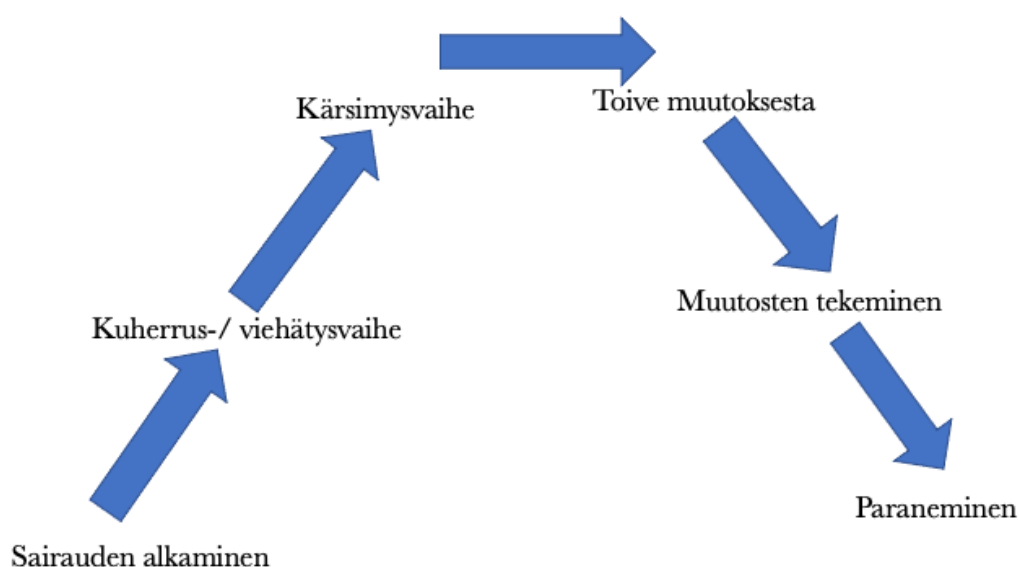 Sairauden alkaminen
Kuherrus-/ viehätysvaihe
Kärsimysvaihe
Toive muutoksesta
Muutosten tekeminen
Paraneminen